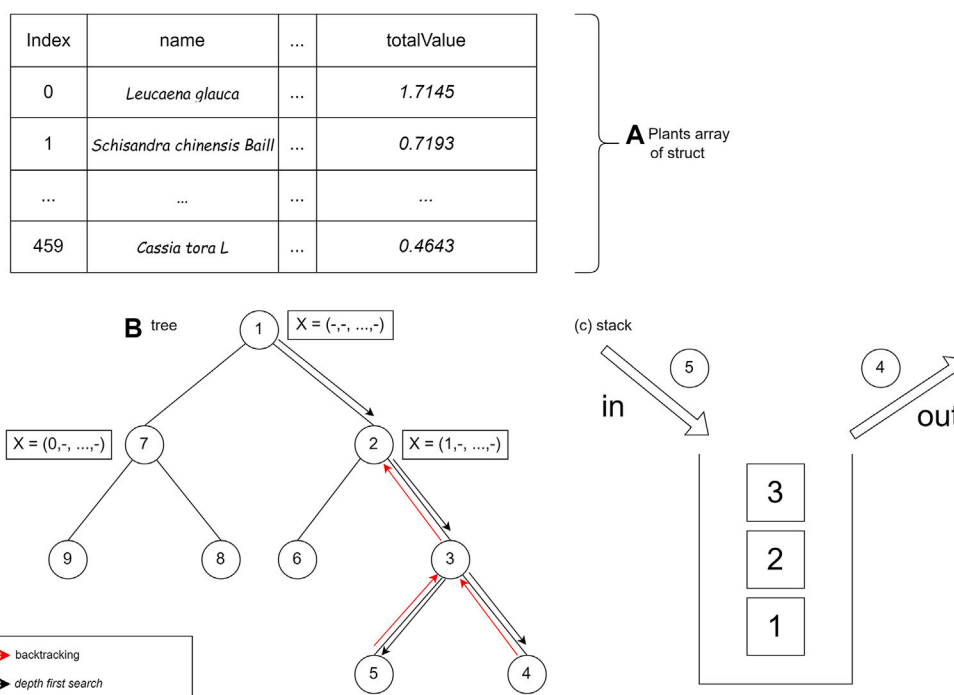 Index name ... totalValue
0 Leucaena glauca ... 1.7145
1 Schisandra chinensis Baill ... 0.7193
... ... ... ...
459 Cassia tora L ... 0.4643
A Plants array
of struct
B tree
1 X = (-,-, ...,-)
X = (0,-, ...,-) 7 2 X = (1,-, ...,-)
9 8 6 3
5 4
backtracking
depth first search
(c) stack
5 4
in out
3
2
1